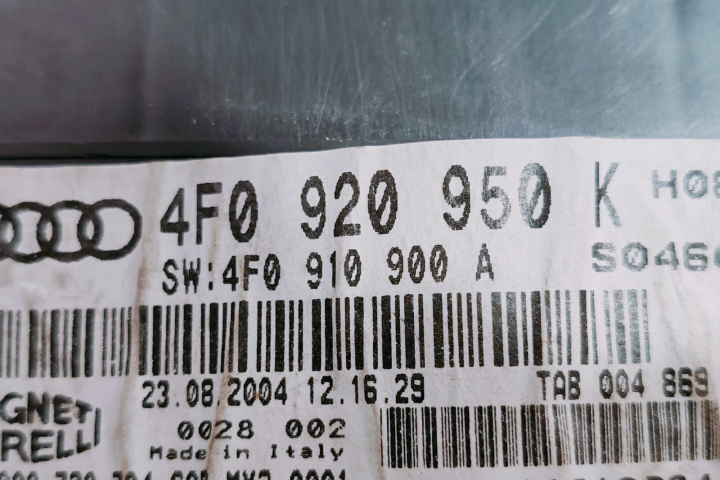 4F0 920 950 K
SW:4F0 910 900 A
23.08.2004 12.16.29 TAB 004 869
0028 002
Made in Italy